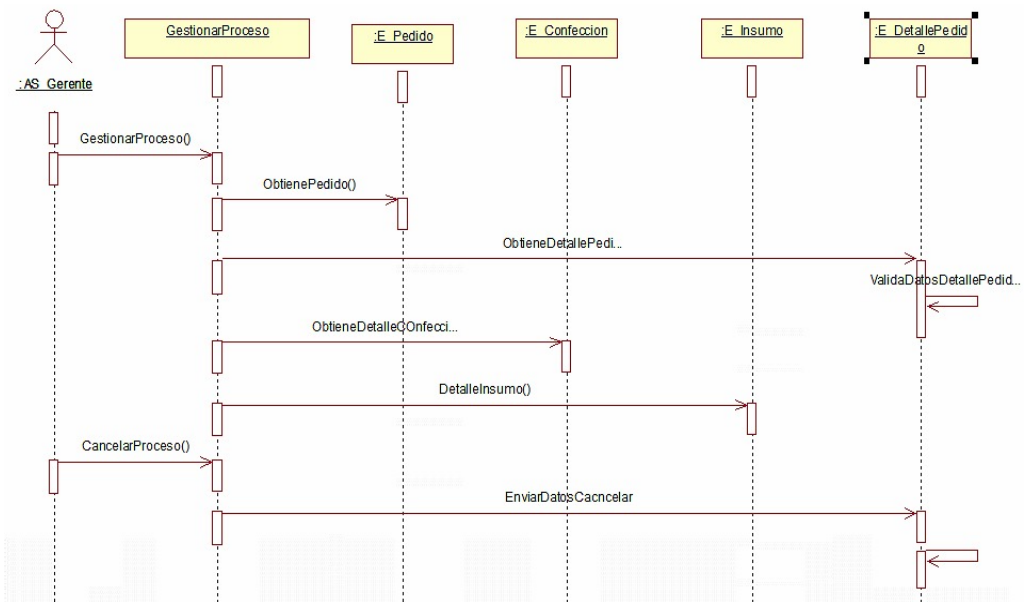 GestionarProceso
:E_Pedido
:E_Confeccion
:E_Insumo
:E_DetallePedid
o
:AS_Gerente
GestionarProceso()
ObtienePedido()
ObtieneDetallePedi...
ValidaDatosDetallePedid...
ObtieneDetalleCOnfecci...
DetalleInsumo()
CancelarProceso()
EnviarDatosCacncelar